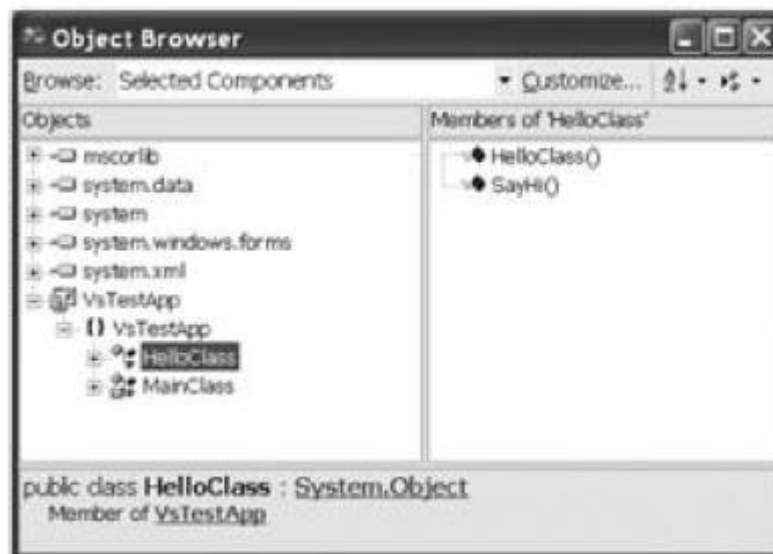 Object Browser
Browse: Selected Components Customize...
Objects
mscorlib
system.data
system
system.windows.forms
system.xml
VsTestApp
VsTestApp
HelloClass
MainClass
Members of 'HelloClass'
HelloClass()
SayHi()
public class HelloClass : System.Object
Member of VsTestApp